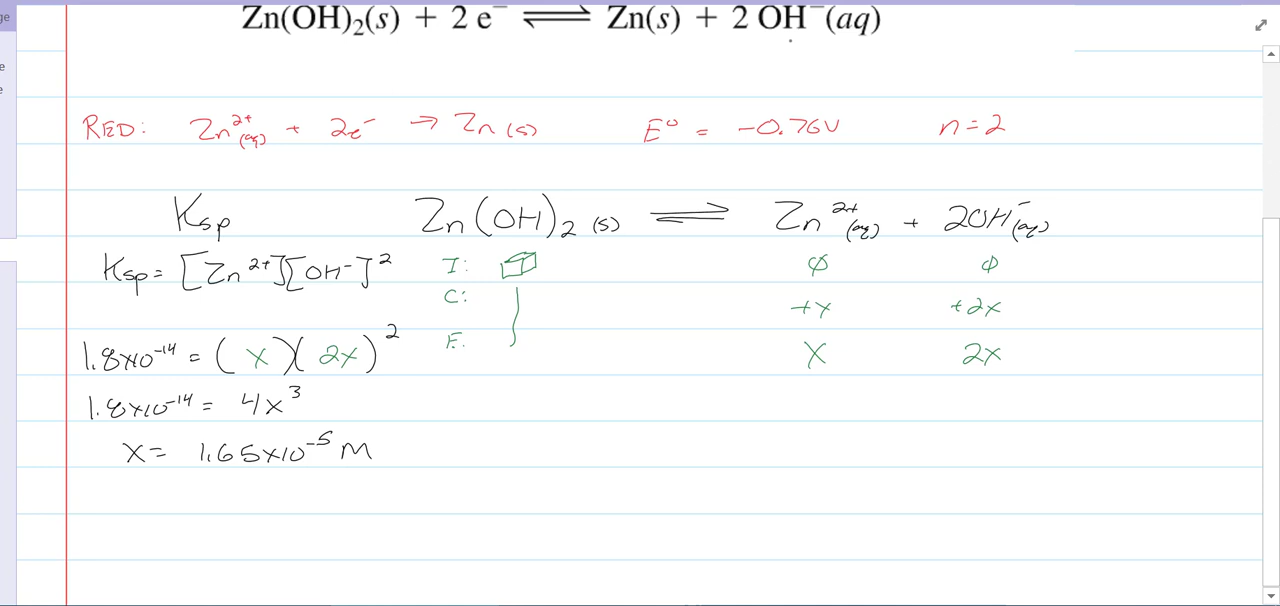 ge
e
e
Zn(OH)₂(s) + 2 e⁻ ⇌ Zn(s) + 2 OH⁻(aq)
RED: Zn²⁺(aq) + 2e⁻ → Zn(s) E° = -0.76V n=2
Ksp Zn(OH)₂(s) ⇌ Zn²⁺(aq) + 2OH⁻(aq)
Ksp = [Zn²⁺][OH⁻]² I: ϕ ϕ
C: +x +2x
1.8x10⁻¹⁴ = (x)(2x)² E: x 2x
1.8x10⁻¹⁴ = 4x³
x = 1.65x10⁻⁵ M